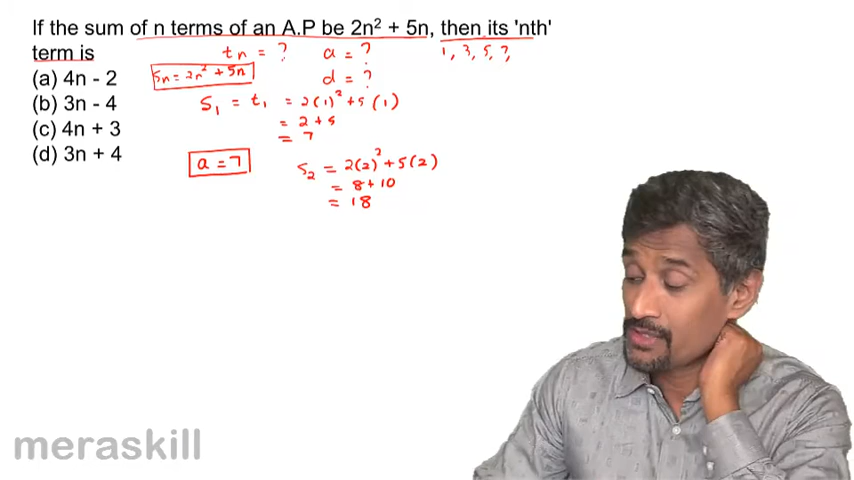 If the sum of n terms of an A.P be 2n² + 5n, then its 'nth'
term is
tn = ? a = ? 1, 3, 5, 7,
(a) 4n - 2
Sn = 2n² + 5n
d = ?
(b) 3n - 4
S₁ = t₁ = 2(1)² + 5(1)
(c) 4n + 3
= 2 + 5
= 7
(d) 3n + 4
a = 7
S₂ = 2(2)² + 5(2)
= 8 + 10
= 18
meraskill